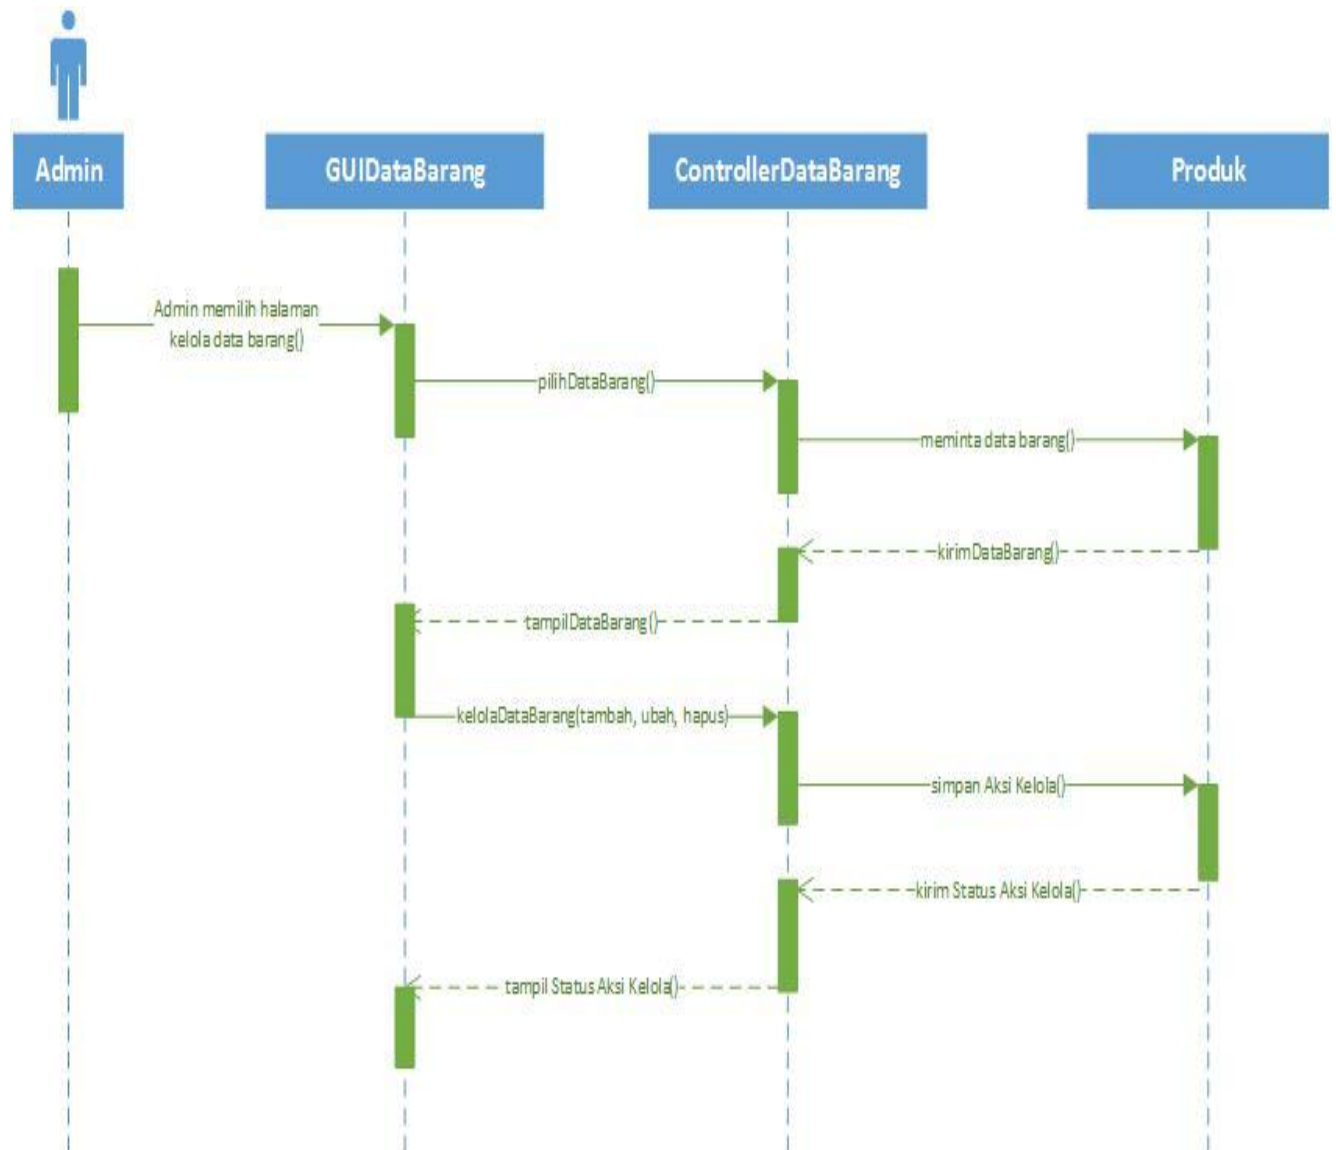 Admin
GUIDataBarang
ControllerDataBarang
Produk
Admin memilih halaman
kelola data barang()
pilihDataBarang()
meminta data barang()
kirimDataBarang()
tampilDataBarang()
kelolaDataBarang(tambah, ubah, hapus)
simpan Aksi Kelola()
kirim Status Aksi Kelola()
tampil Status Aksi Kelola()